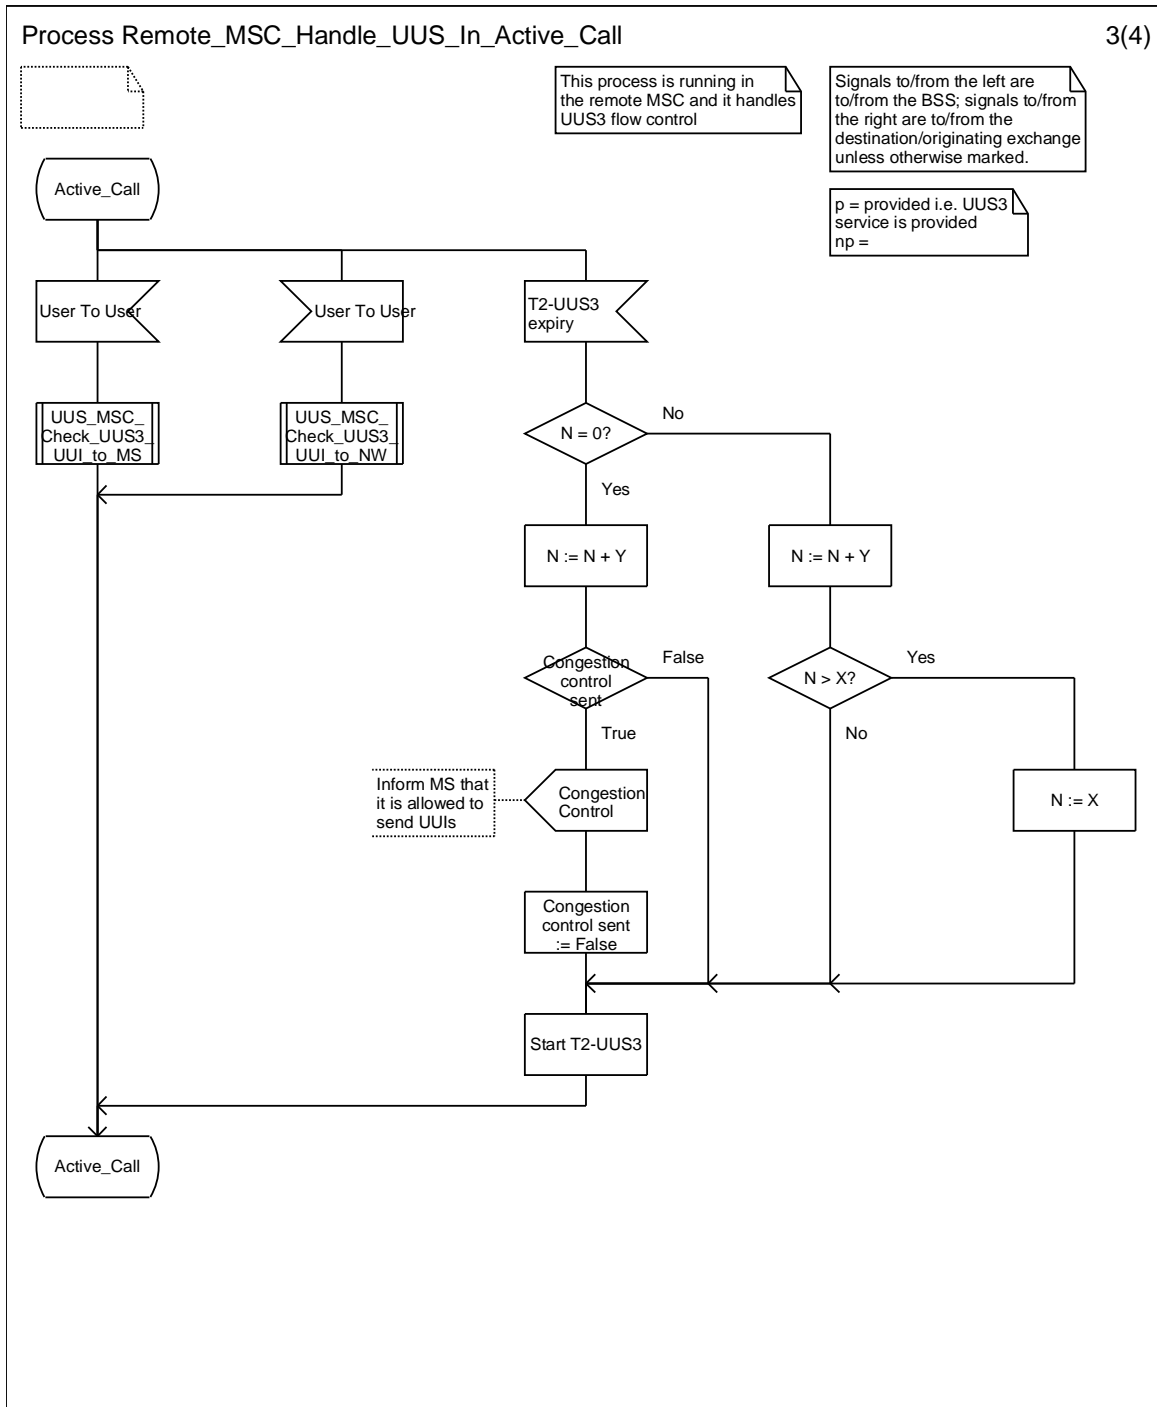 Process Remote_MSC_Handle_UUS_In_Active_Call
3(4)
This process is running in
the remote MSC and it handles
UUS3 flow control
Signals to/from the left are
to/from the BSS; signals to/from
the right are to/from the
destination/originating exchange
unless otherwise marked.
p = provided i.e. UUS3
service is provided
np =
Active_Call
User To User
User To User
T2-UUS3
expiry
UUS_MSC_
Check_UUS3_
UUI_to_MS
UUS_MSC_
Check_UUS3_
UUI_to_NW
N = 0?
No
Yes
N := N + Y
N := N + Y
Congestion
control
sent
False
True
N > X?
Yes
No
Inform MS that
it is allowed to
send UUIs
Congestion
Control
N := X
Congestion
control sent
:= False
Start T2-UUS3
Active_Call